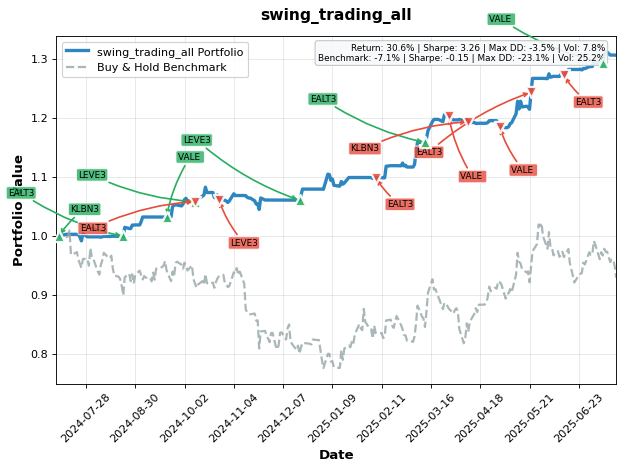 swing_trading_all
VALE
swing_trading_all Portfolio
Buy & Hold Benchmark
Return: 30.6% | Sharpe: 3.26 | Max DD: -3.5% | Vol: 7.8%
Benchmark: -7.1% | Sharpe: -0.15 | Max DD: -23.1% | Vol: 25.2%
1.3
1.2
1.1
1.0
0.9
0.8
EALT3
EALT3
LEVE3
KLBN3
EALT3
VALE
LEVE3
VALE
VALE
EALT3
EALT3
KLBN3
EALT3
EALT3
LEVE3
Portfolio Value
2024-07-28
2024-08-30
2024-10-02
2024-11-04
2024-12-07
2025-01-09
2025-02-11
2025-03-16
2025-04-18
2025-05-21
2025-06-23
Date